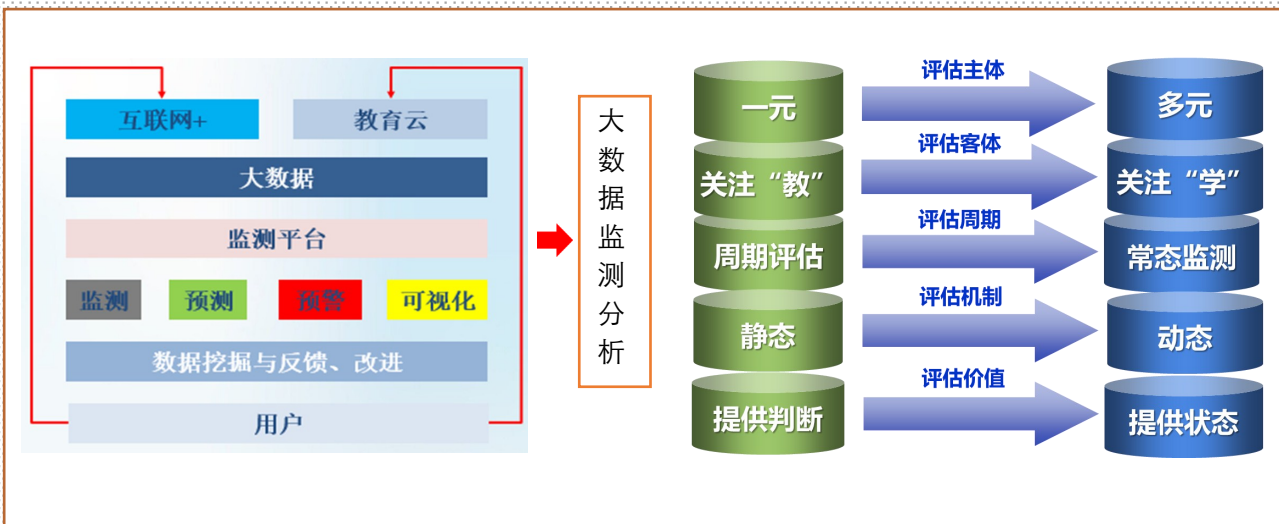 互联网+
教育云
大数据
监测平台
监测
预测
预警
可视化
数据挖掘与反馈、改进
用户
大
数
据
监
测
分
析
一元
评估主体
多元
关注“教”
评估客体
关注“学”
周期评估
评估周期
常态监测
静态
评估机制
动态
提供判断
评估价值
提供状态